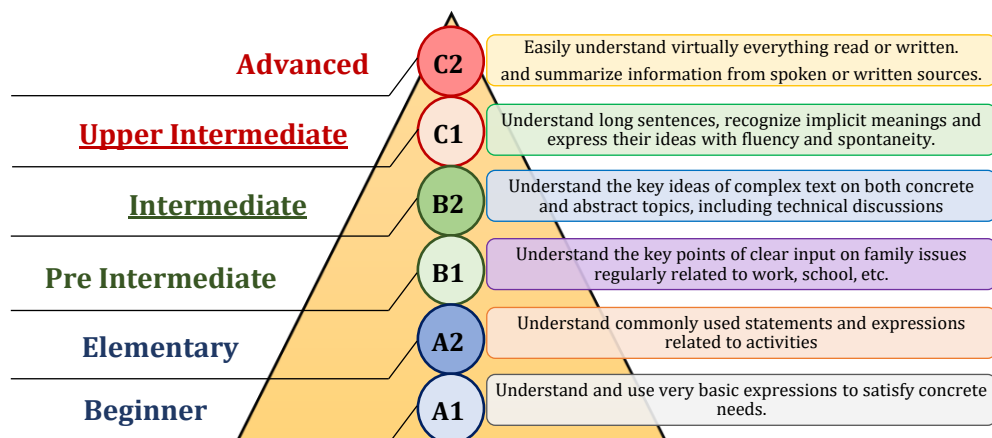 Advanced
C2
Easily understand virtually everything read or written.
and summarize information from spoken or written sources.
Upper Intermediate
C1
Understand long sentences, recognize implicit meanings and
express their ideas with fluency and spontaneity.
Intermediate
B2
Understand the key ideas of complex text on both concrete
and abstract topics, including technical discussions
Pre Intermediate
B1
Understand the key points of clear input on family issues
regularly related to work, school, etc.
Elementary
A2
Understand commonly used statements and expressions
related to activities
Beginner
A1
Understand and use very basic expressions to satisfy concrete
needs.